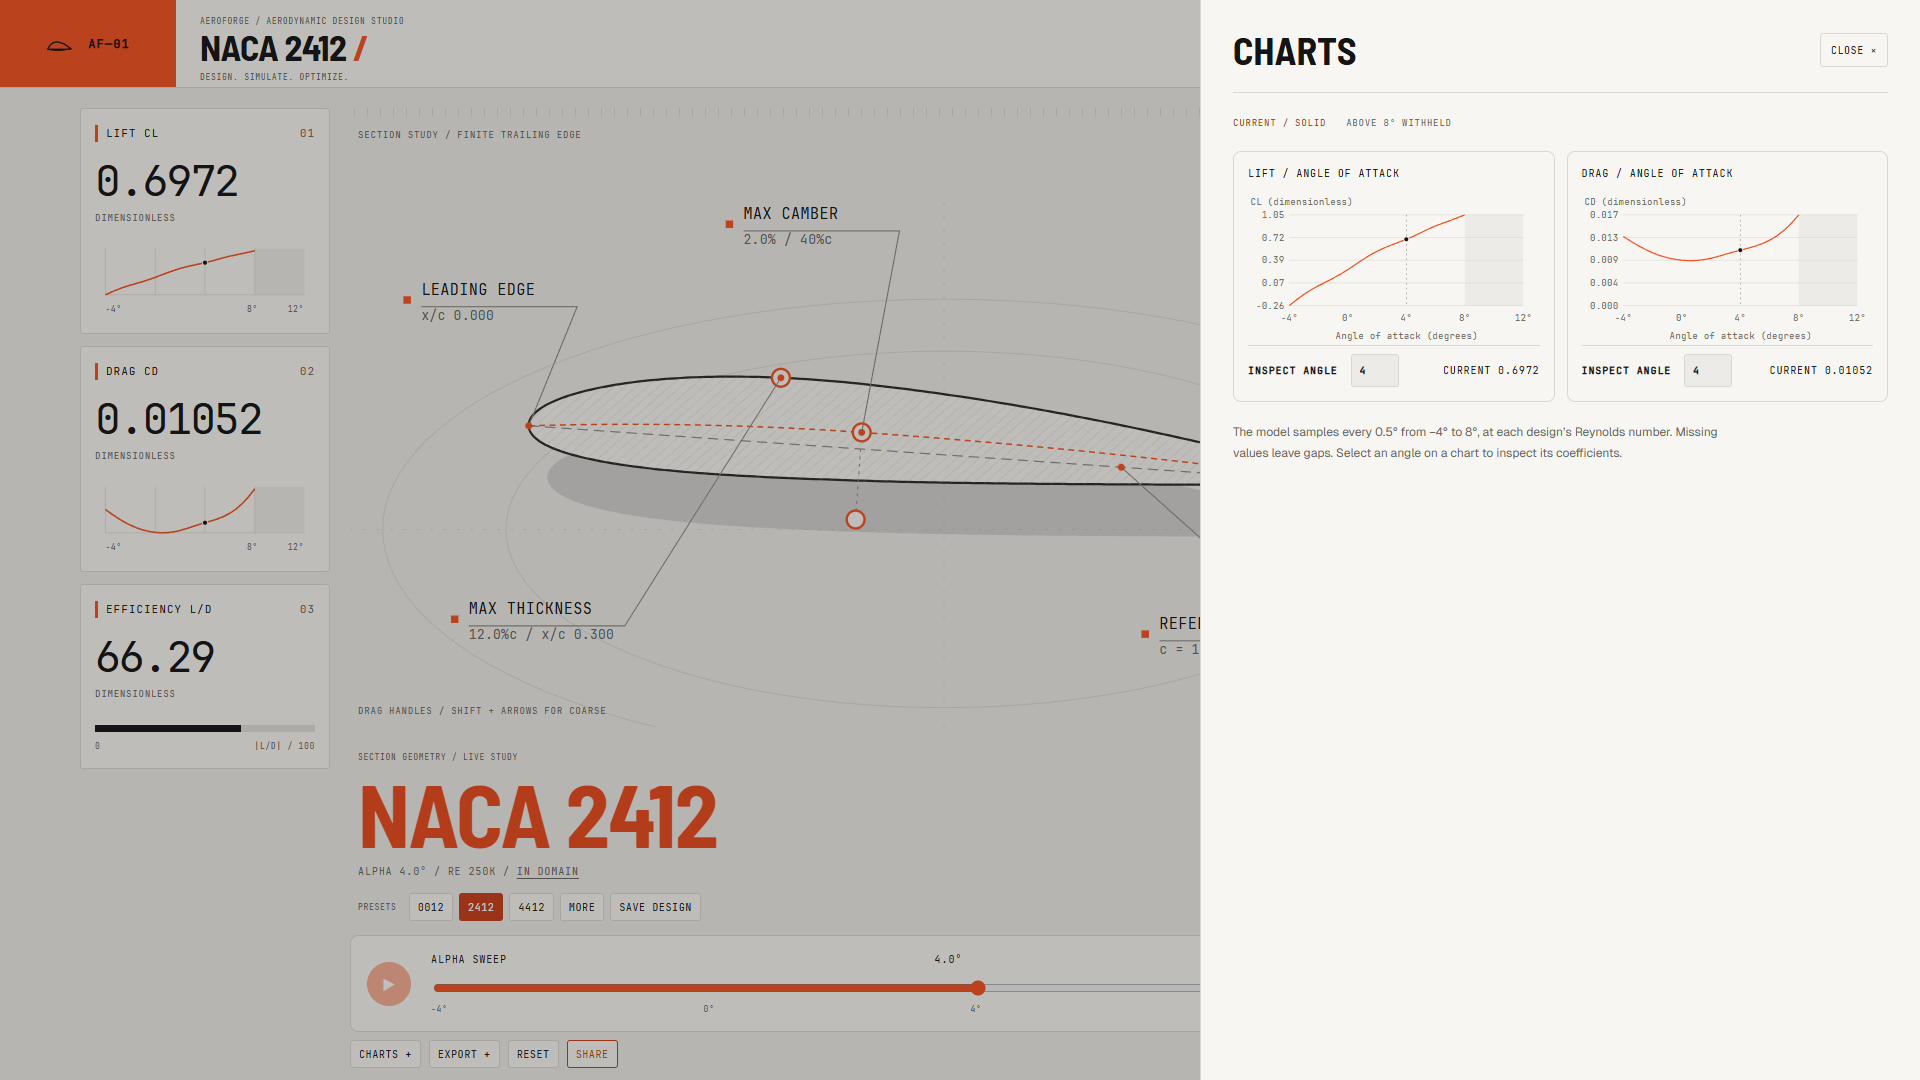 AF—01
AEROFORGE / AERODYNAMIC DESIGN STUDIO
NACA 2412 /
DESIGN. SIMULATE. OPTIMIZE.
LIFT CL 01
0.6972
DIMENSIONLESS
-4° 8° 12°
DRAG CD 02
0.01052
DIMENSIONLESS
-4° 8° 12°
EFFICIENCY L/D 03
66.29
DIMENSIONLESS
0 |L/D| / 100
SECTION STUDY / FINITE TRAILING EDGE
MAX CAMBER
2.0% / 40%c
LEADING EDGE
x/c 0.000
MAX THICKNESS
12.0%c / x/c 0.300
c = 1
DRAG HANDLES / SHIFT + ARROWS FOR COARSE
SECTION GEOMETRY / LIVE STUDY
NACA 2412
ALPHA 4.0° / RE 250K / IN DOMAIN
PRESETS 0012 2412 4412 MORE SAVE DESIGN
ALPHA SWEEP 4.0°
-4° 0° 4°
CHARTS + EXPORT + RESET SHARE
CHARTS
CLOSE ×
CURRENT / SOLID ABOVE 8° WITHHELD
LIFT / ANGLE OF ATTACK
CL (dimensionless)
1.05
0.72
0.39
0.07
-0.26
-4° 0° 4° 8° 12°
Angle of attack (degrees)
INSPECT ANGLE 4 CURRENT 0.6972
DRAG / ANGLE OF ATTACK
CD (dimensionless)
0.017
0.013
0.009
0.004
0.000
-4° 0° 4° 8° 12°
Angle of attack (degrees)
INSPECT ANGLE 4 CURRENT 0.01052
The model samples every 0.5° from −4° to 8°, at each design's Reynolds number. Missing
values leave gaps. Select an angle on a chart to inspect its coefficients.